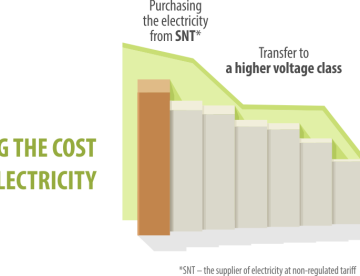 Purchasing
the electricity
from SNT*
Transfer to
a higher voltage class
G THE COST
LECTRICITY
*SNT – the supplier of electricity at non-regulated tariff